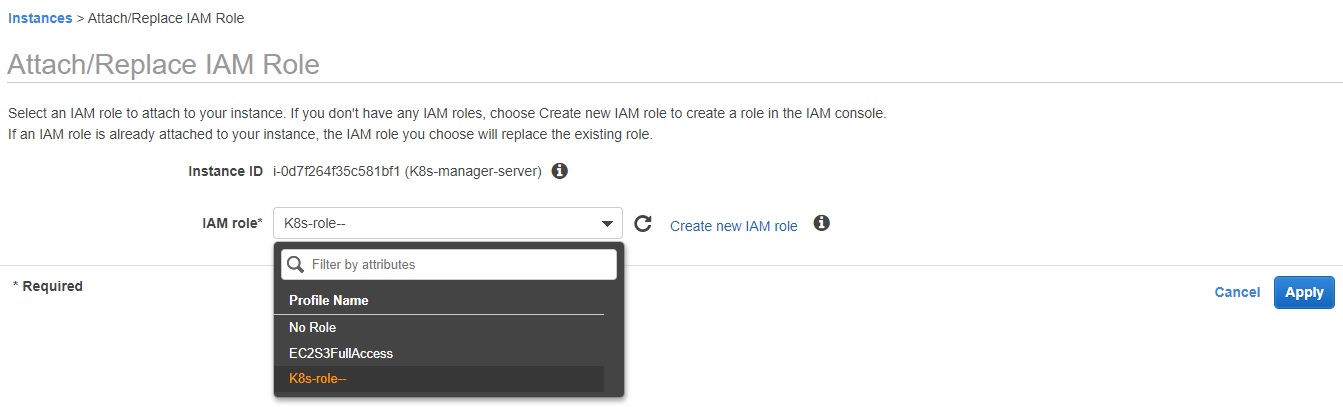 Instances > Attach/Replace IAM Role
Attach/Replace IAM Role
Select an IAM role to attach to your instance. If you don't have any IAM roles, choose Create new IAM role to create a role in the IAM console.
If an IAM role is already attached to your instance, the IAM role you choose will replace the existing role.
Instance ID i-0d7f264f35c581bf1 (K8s-manager-server)
IAM role* K8s-role-- Create new IAM role
Filter by attributes
Profile Name
No Role
EC2S3FullAccess
K8s-role--
* Required
Cancel Apply